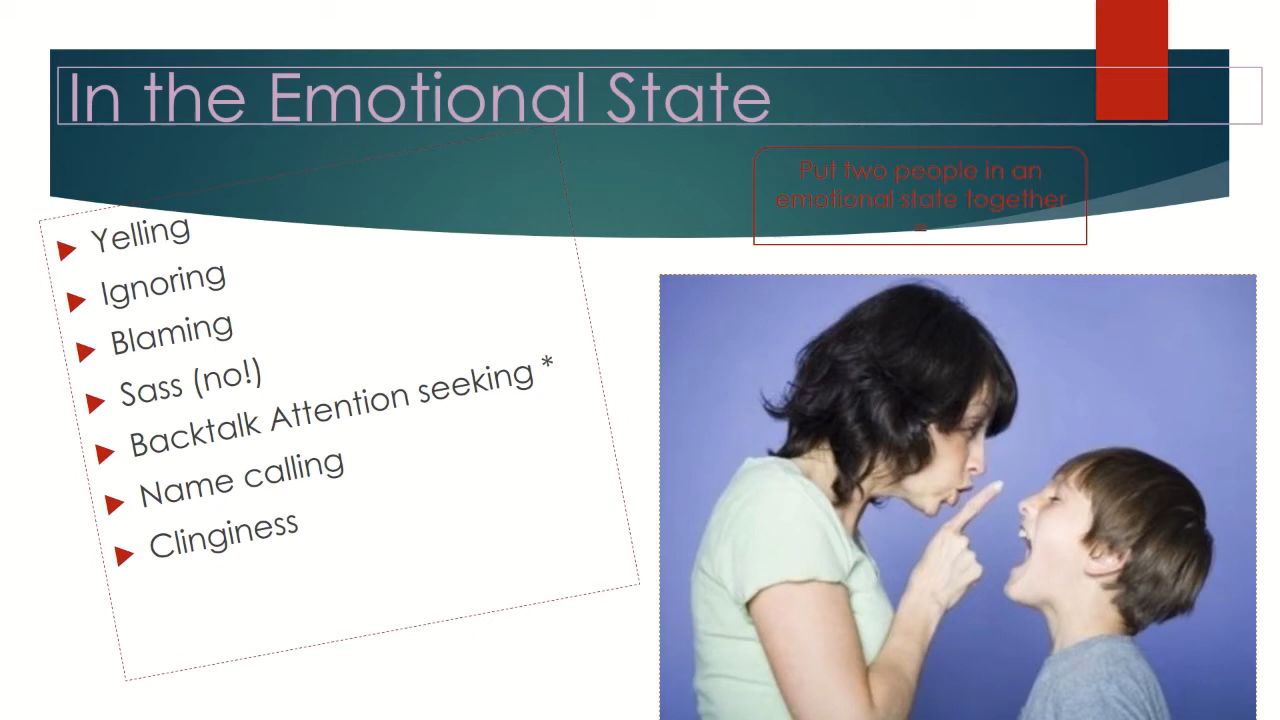 In the Emotional State
Put two people in an
emotional state together
=
Yelling
Ignoring
Blaming
Sass (no!)
Backtalk Attention seeking *
Name calling
Clinginess